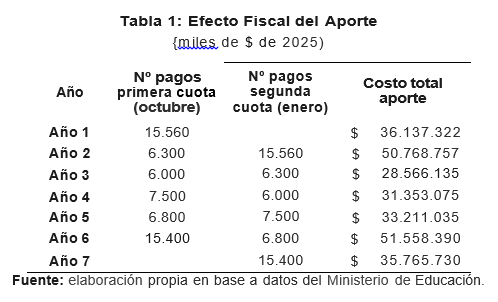 Tabla 1: Efecto Fiscal del Aporte
{miles de $ de 2025)
Año Nº pagos primera cuota (octubre) Nº pagos segunda cuota (enero) Costo total aporte
Año 1 15.560 $ 36.137.322
Año 2 6.300 15.560 $ 50.768.757
Año 3 6.000 6.300 $ 28.566.135
Año 4 7.500 6.000 $ 31.353.075
Año 5 6.800 7.500 $ 33.211.035
Año 6 15.400 6.800 $ 51.558.390
Año 7 15.400 $ 35.765.730
Fuente: elaboración propia en base a datos del Ministerio de Educación.